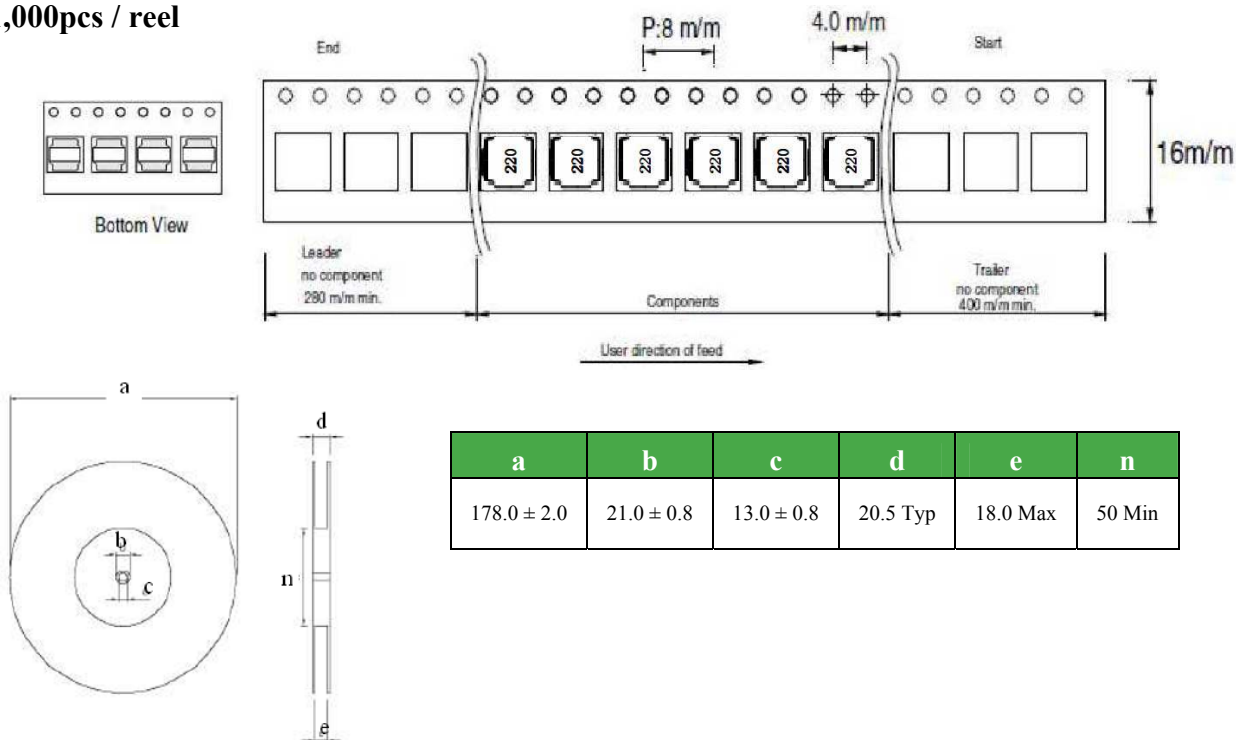 ,000pcs / reel
P:8 m/m
4.0 m/m
End
Start
16m/m
220 220 220 220 220 220
Bottom View
Leader
no component
280 m/m min.
Components
Trailer
no component
400 m/m min.
User direction of feed
a
d
b
c
n
e
a b c d e n
178.0 ± 2.0 21.0 ± 0.8 13.0 ± 0.8 20.5 Typ 18.0 Max 50 Min